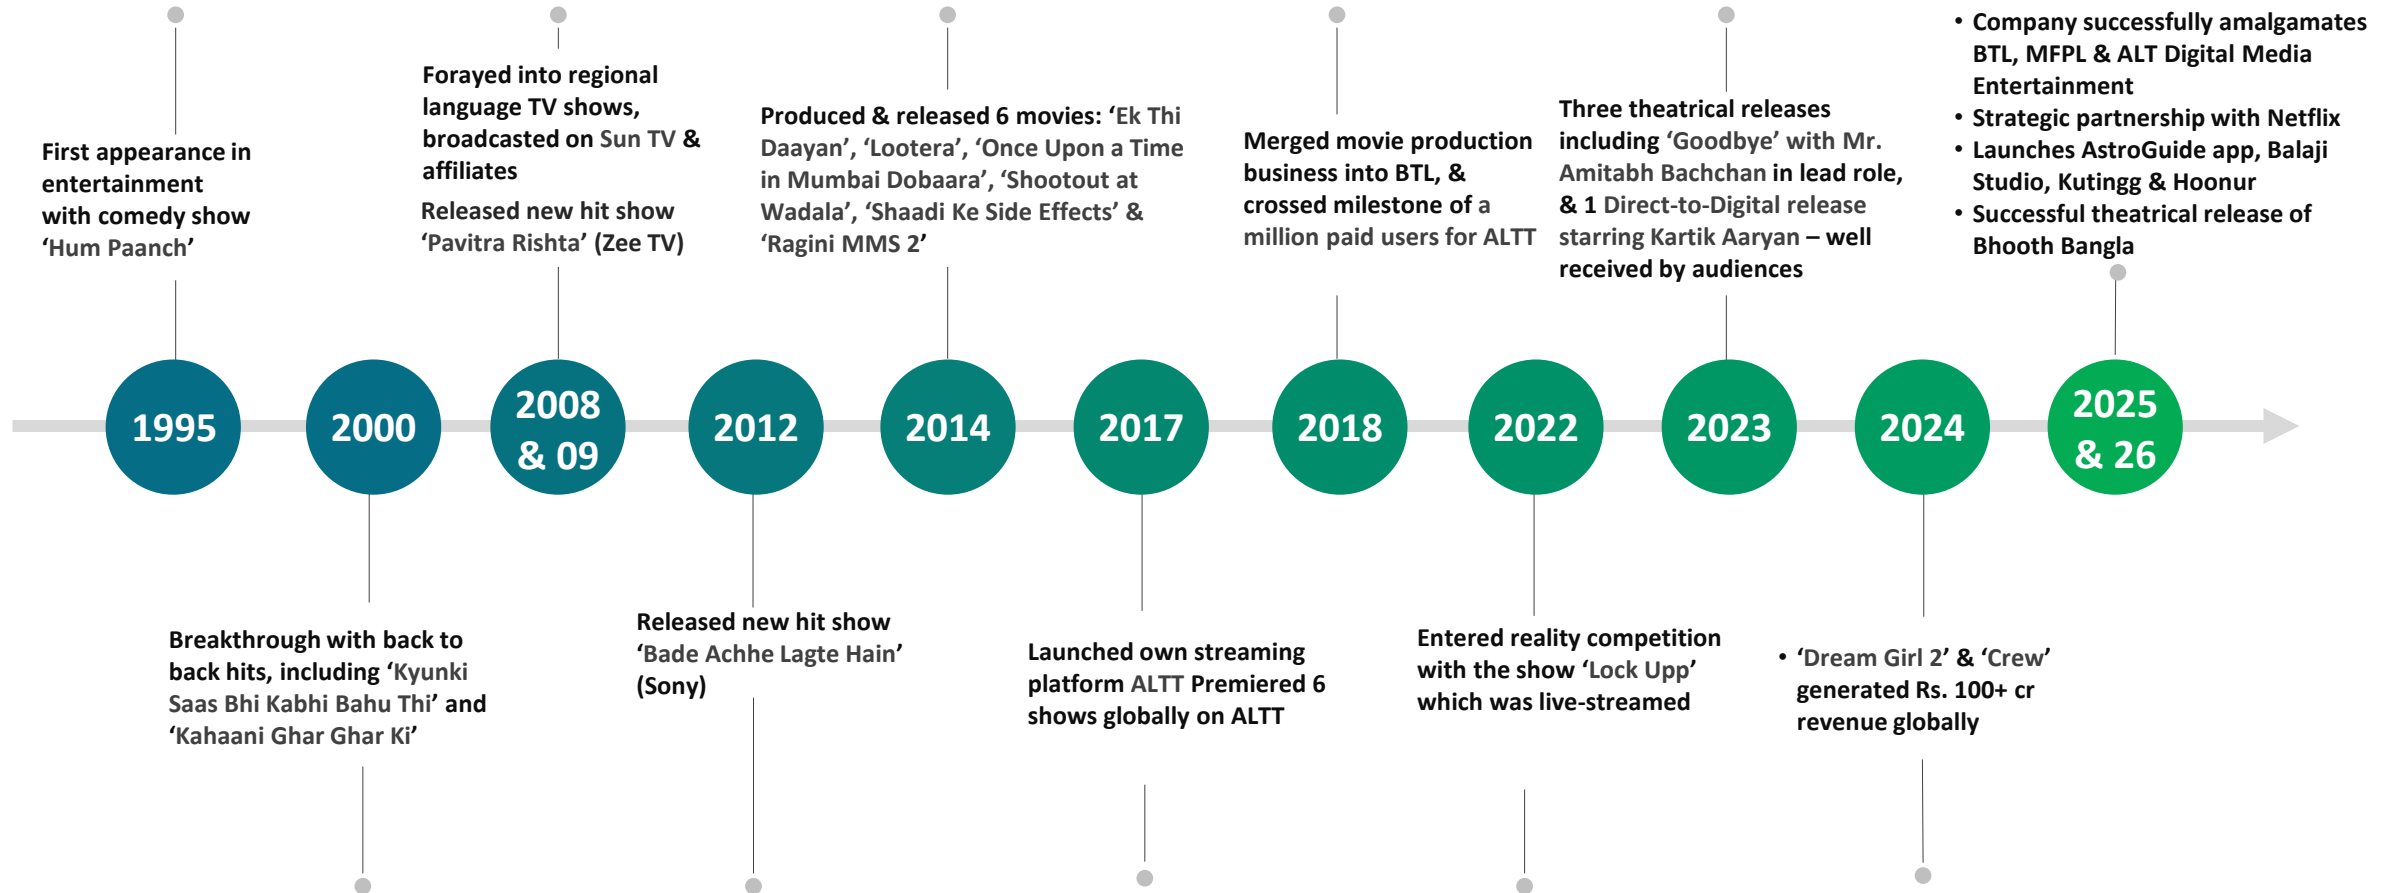 First appearance in
entertainment
with comedy show
‘Hum Paanch’
Forayed into regional
language TV shows,
broadcasted on Sun TV &
affiliates
Released new hit show
‘Pavitra Rishta’ (Zee TV)
Produced & released 6 movies: ‘Ek Thi
Daayan’, ‘Lootera’, ‘Once Upon a Time
in Mumbai Dobaara’, ‘Shootout at
Wadala’, ‘Shaadi Ke Side Effects’ &
‘Ragini MMS 2’
Merged movie production
business into BTL, &
crossed milestone of a
million paid users for ALTT
Three theatrical releases
including ‘Goodbye’ with Mr.
Amitabh Bachchan in lead role,
& 1 Direct-to-Digital release
starring Kartik Aaryan – well
received by audiences
• Company successfully amalgamates
BTL, MFPL & ALT Digital Media
Entertainment
• Strategic partnership with Netflix
• Launches AstroGuide app, Balaji
Studio, Kutingg & Hoonur
• Successful theatrical release of
Bhooth Bangla
1995
2000
2008
& 09
2012
2014
2017
2018
2022
2023
2024
2025
& 26
Breakthrough with back to
back hits, including ‘Kyunki
Saas Bhi Kabhi Bahu Thi’ and
‘Kahaani Ghar Ghar Ki’
Released new hit show
‘Bade Achhe Lagte Hain’
(Sony)
Launched own streaming
platform ALTT Premiered 6
shows globally on ALTT
Entered reality competition
with the show ‘Lock Upp’
which was live-streamed
• ‘Dream Girl 2’ & ‘Crew’
generated Rs. 100+ cr
revenue globally